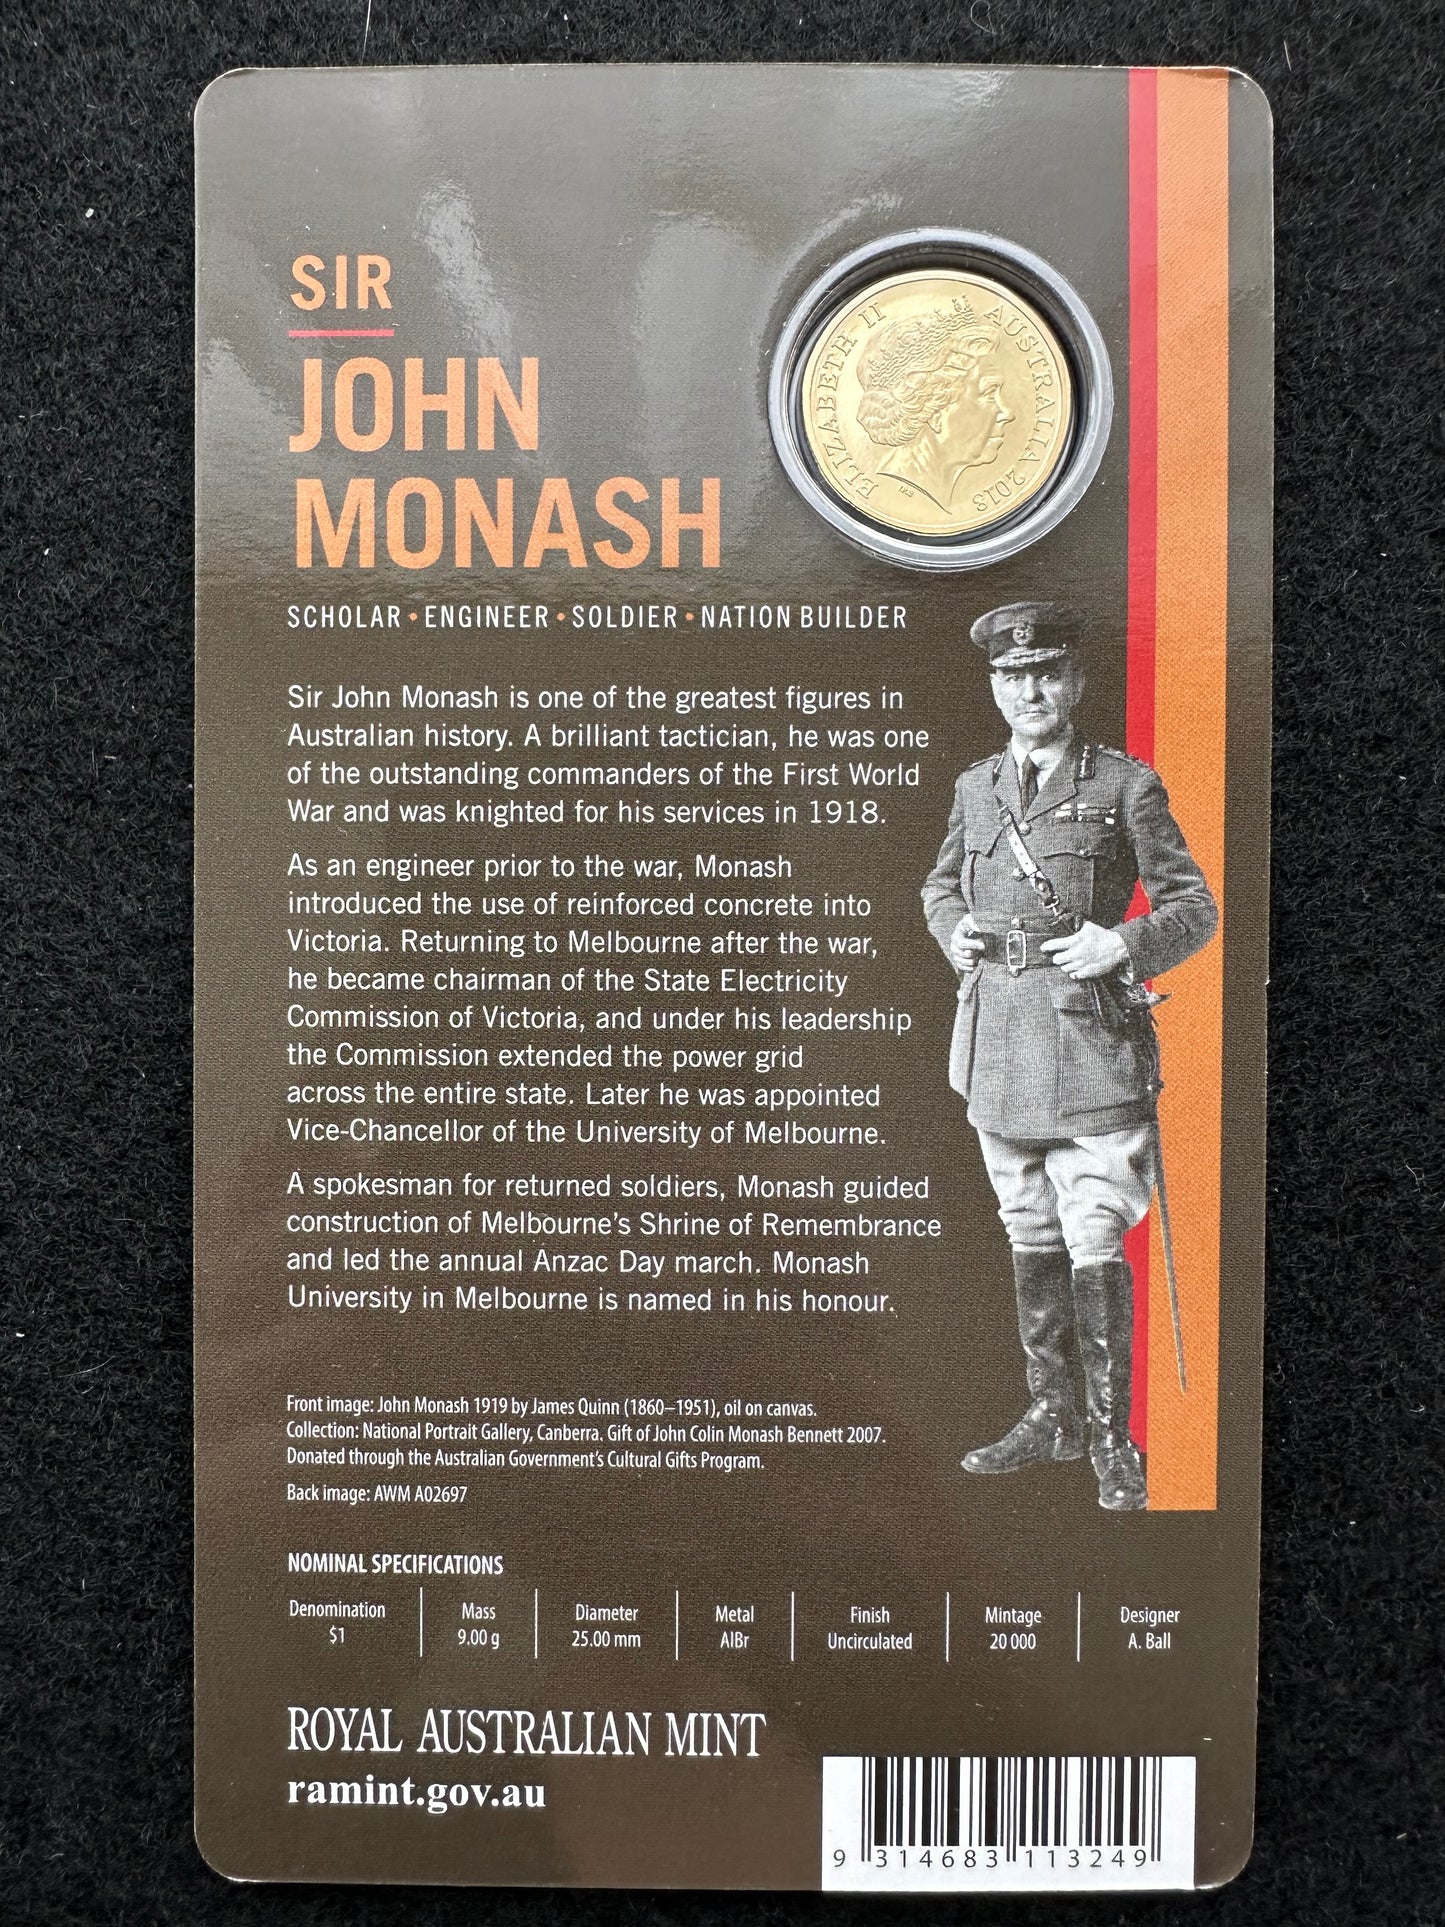 SIR
JOHN
MONASH
ELIZABETH II AUSTRALIA 2018
IRB
SCHOLAR • ENGINEER • SOLDIER • NATION BUILDER
Sir John Monash is one of the greatest figures in
Australian history. A brilliant tactician, he was one
of the outstanding commanders of the First World
War and was knighted for his services in 1918.
As an engineer prior to the war, Monash
introduced the use of reinforced concrete into
Victoria. Returning to Melbourne after the war,
he became chairman of the State Electricity
Commission of Victoria, and under his leadership
the Commission extended the power grid
across the entire state. Later he was appointed
Vice-Chancellor of the University of Melbourne.
A spokesman for returned soldiers, Monash guided
construction of Melbourne's Shrine of Remembrance
and led the annual Anzac Day march. Monash
University in Melbourne is named in his honour.
Front image: John Monash 1919 by James Quinn (1860–1951), oil on canvas.
Collection: National Portrait Gallery, Canberra. Gift of John Colin Monash Bennett 2007.
Donated through the Australian Government's Cultural Gifts Program.
Back image: AWM A02697
NOMINAL SPECIFICATIONS
Denomination Mass Diameter Metal Finish Mintage Designer
$1 9.00 g 25.00 mm AlBr Uncirculated 20 000 A. Ball
ROYAL AUSTRALIAN MINT
ramint.gov.au
9 314683 113249